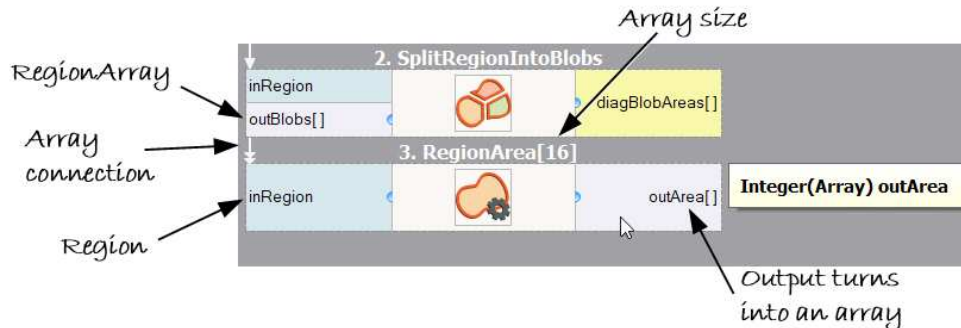 Array size
2. SplitRegionIntoBlobs
RegionArray
inRegion
outBlobs[ ]
diagBlobAreas[ ]
Array
connection
3. RegionArea[16]
inRegion
outArea[ ]
Integer(Array) outArea
Region
Output turns
into an array